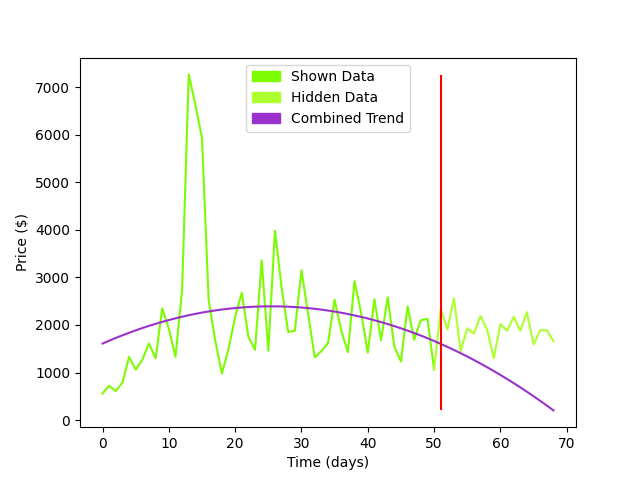 Shown Data
Hidden Data
Combined Trend
7000
6000
5000
4000
3000
2000
1000
0
Price ($)
0 10 20 30 40 50 60 70
Time (days)